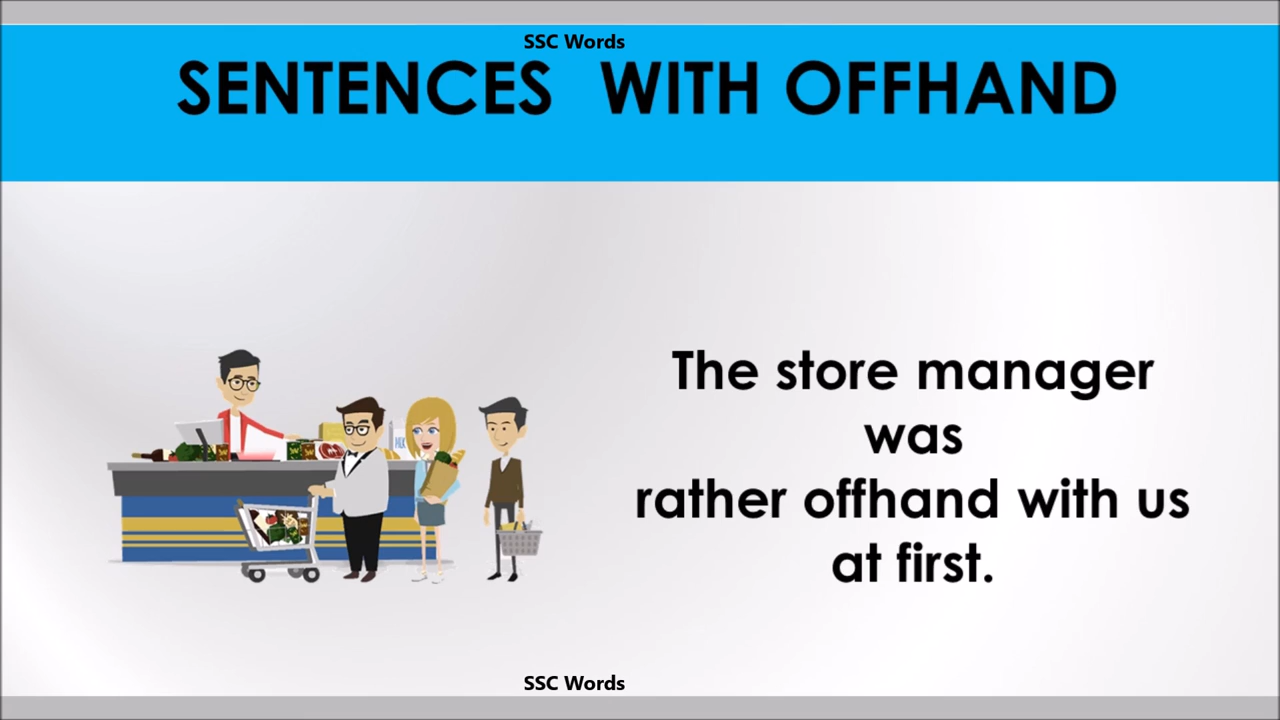 SSC Words
SENTENCES WITH OFFHAND
The store manager
was
rather offhand with us
at first.
SSC Words